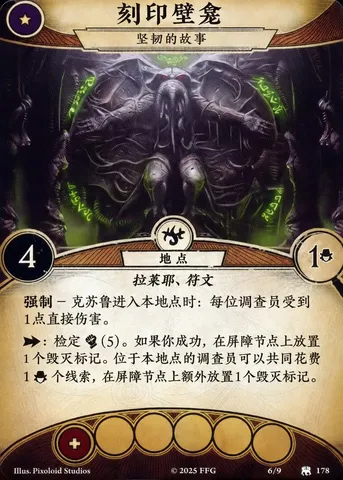 刻印壁龛
坚韧的故事
4
地点
1
拉莱耶、符文
强制 – 克苏鲁进入本地点时：每位调查员受到
1点直接伤害。
：检定 (5)。如果你成功，在屏障节点上放置
1个毁灭标记。位于本地点的调查员可以共同花费
1 个线索，在屏障节点上额外放置1个毁灭标记。
Illus. Pixoloid Studios
© 2025 FFG
6/9
178